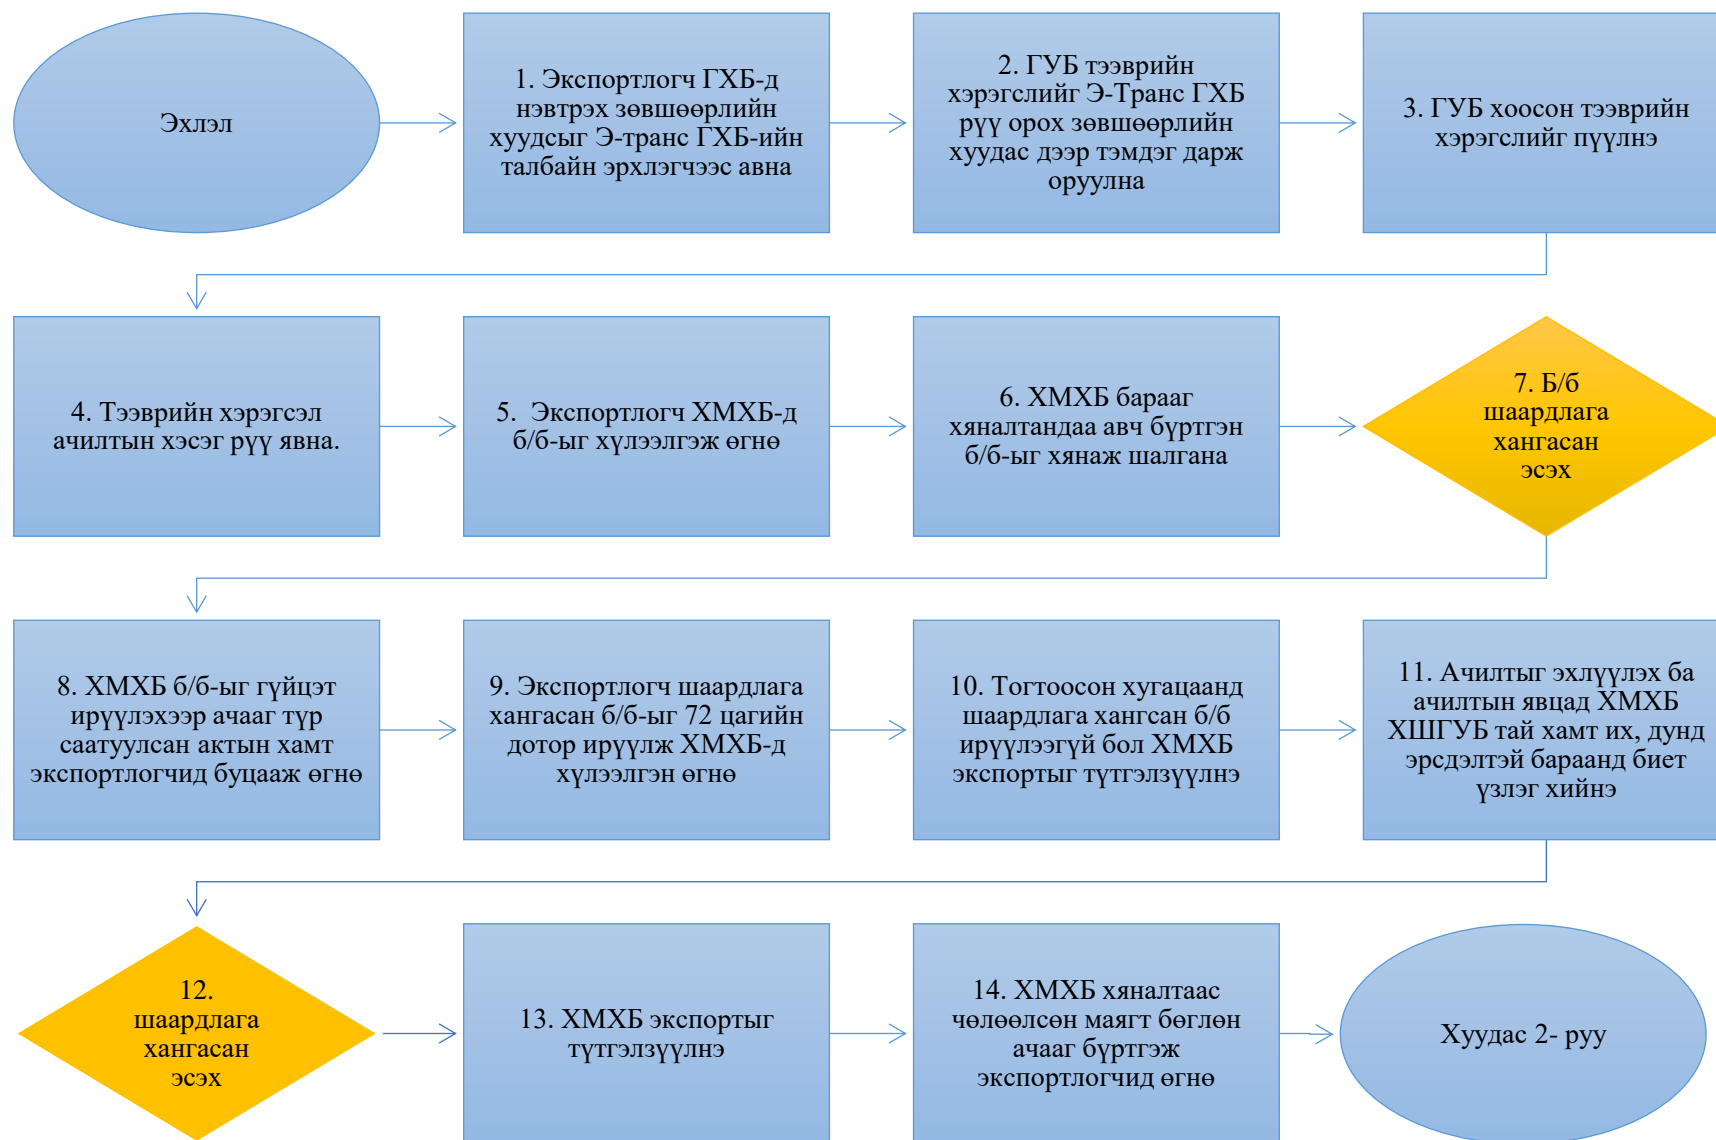 Эхлэл
1. Экспортлогч ГХБ-д
нэвтрэх зөвшөөрлийн
хуудсыг Э-транс ГХБ-ийн
талбайн эрхлэгчээс авна
2. ГУБ тээврийн
хэрэгслийг Э-Транс ГХБ
рүү орох зөвшөөрлийн
хуудас дээр тэмдэг дарж
оруулна
3. ГУБ хоосон тээврийн
хэрэгслийг пүүлнэ
4. Тээврийн хэрэгсэл
ачилтын хэсэг рүү явна.
5. Экспортлогч ХМХБ-д
б/б-ыг хүлээлгэж өгнө
6. ХМХБ барааг
хяналтандаа авч бүртгэн
б/б-ыг хянаж шалгана
7. Б/б
шаардлага
хангасан
эсэх
8. ХМХБ б/б-ыг гүйцэт
ирүүлэхээр ачааг түр
саатуулсан актын хамт
экспортлогчид буцааж өгнө
9. Экспортлогч шаардлага
хангасан б/б-ыг 72 цагийн
дотор ирүүлж ХМХБ-д
хүлээлгэн өгнө
10. Тогтоосон хугацаанд
шаардлага хангсан б/б
ирүүлээгүй бол ХМХБ
экспортыг түтгэлзүүлнэ
11. Ачилтыг эхлүүлэх ба
ачилтын явцад ХМХБ
ХШГУБ тай хамт их, дунд
эрсдэлтэй бараанд биет
үзлэг хийнэ
12.
шаардлага
хангасан
эсэх
13. ХМХБ экспортыг
түтгэлзүүлнэ
14. ХМХБ хяналтаас
чөлөөлсөн маягт бөглөн
ачааг бүртгэж
экспортлогчид өгнө
Хуудас 2- руу